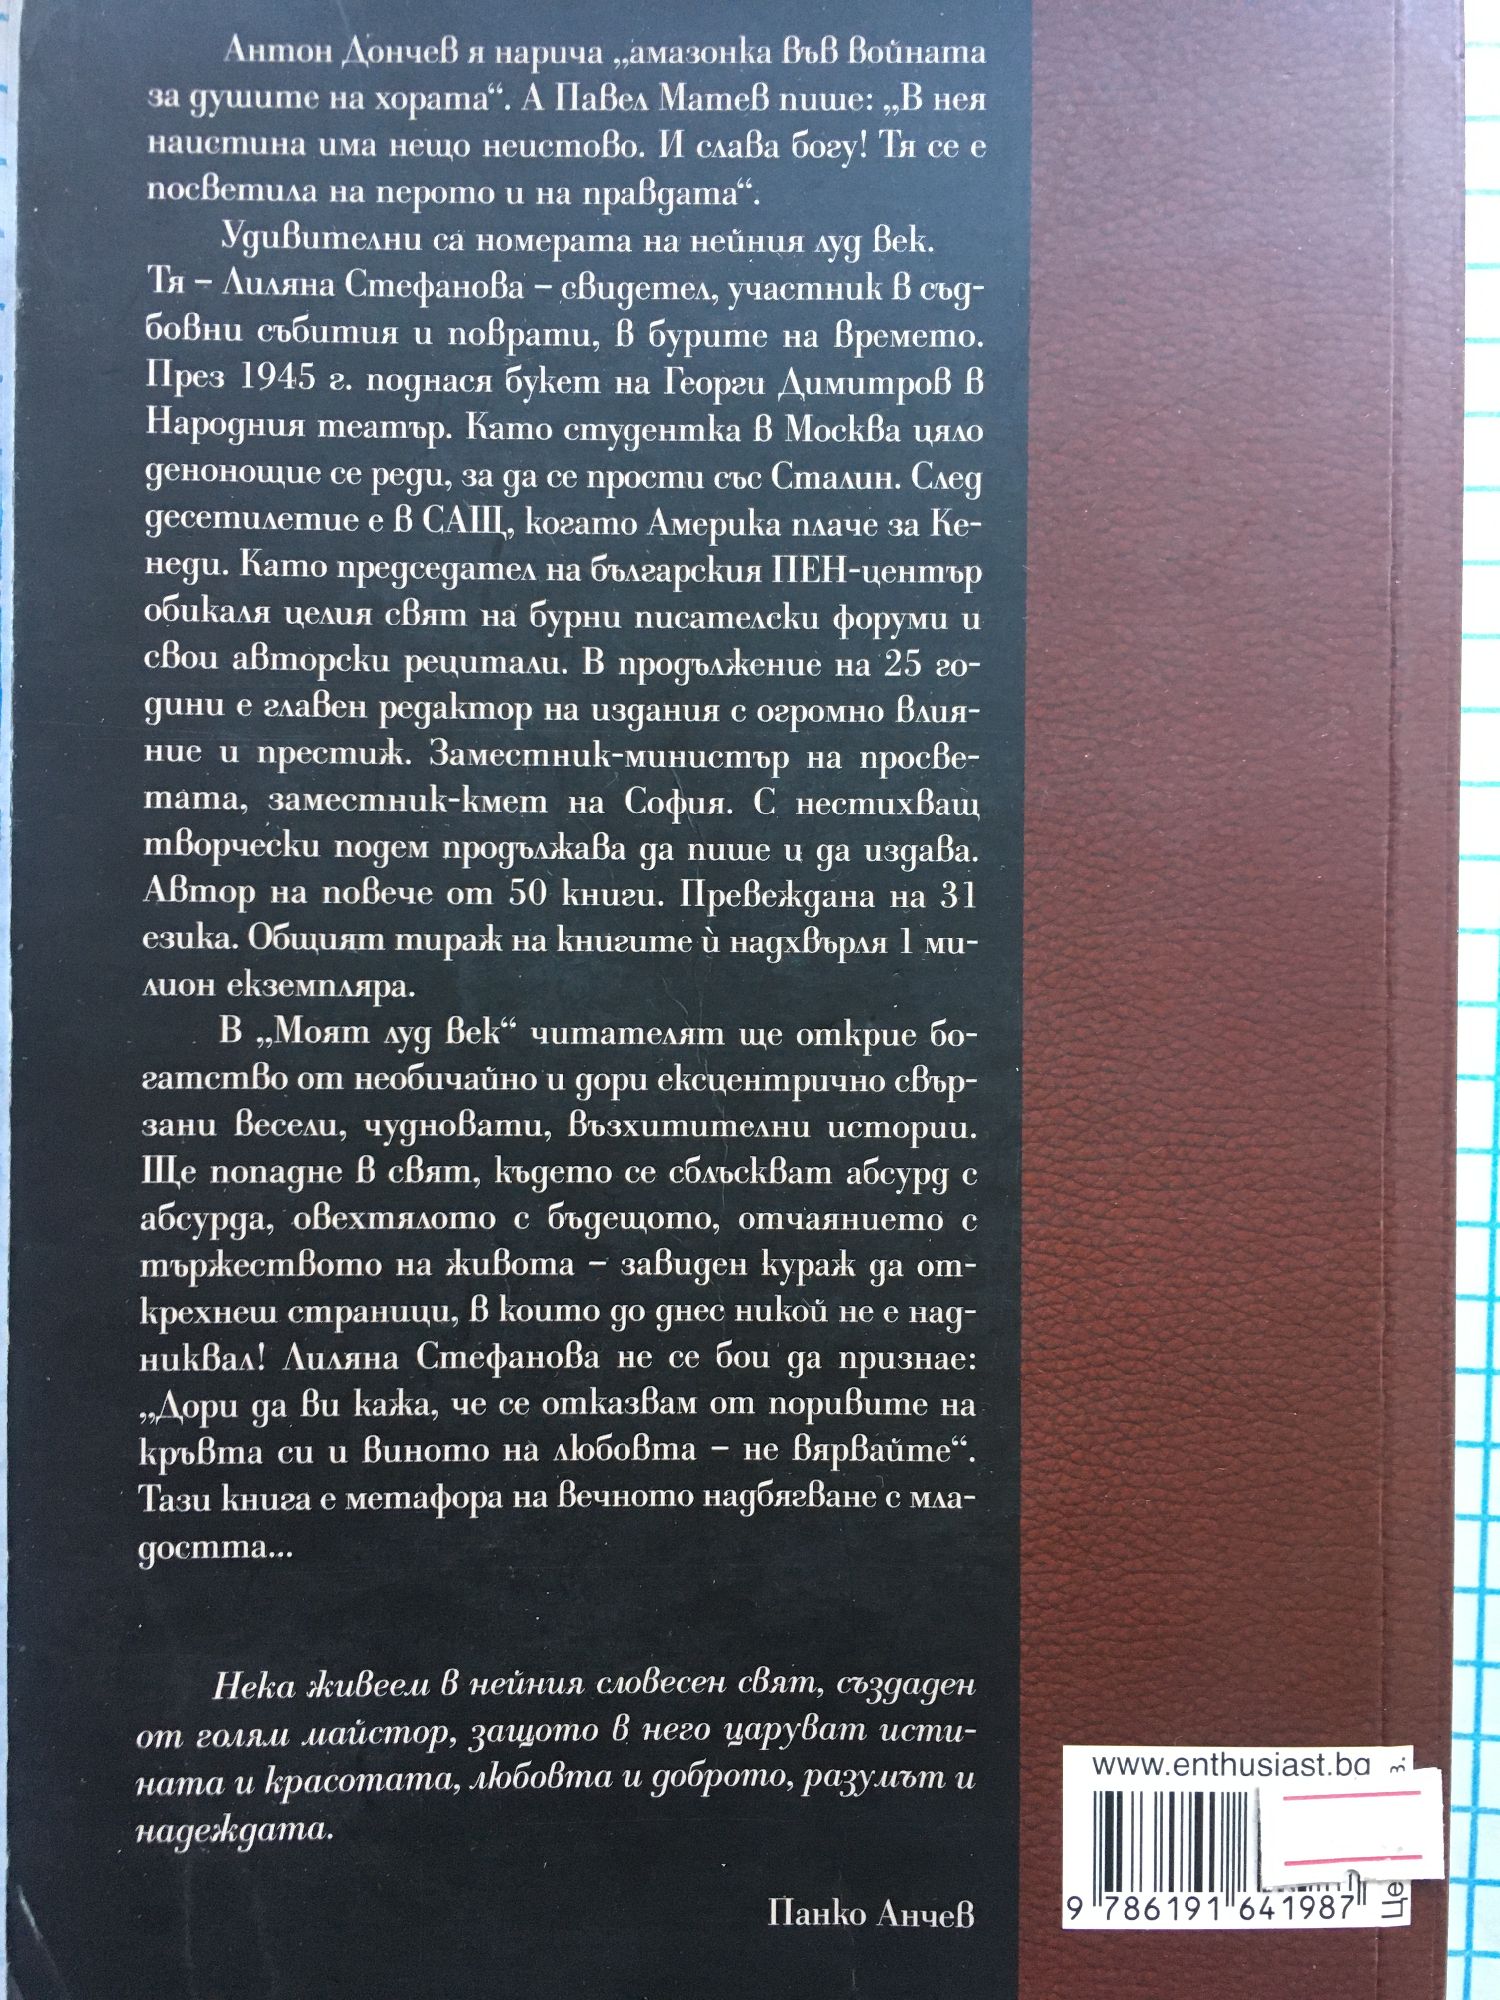 Антон Дончев я нарича „амазонка във войната
за душите на хората“. А Павел Матев пише: „В нея
наистина има нещо неистово. И слава богу! Тя се е
посветила на перото и на правдата“.
Удивителни са номерата на нейния луд век.
Тя – Лиляна Стефанова – свидетел, участник в съд-
бовни събития и поврати, в бурите на времето.
През 1945 г. поднася букет на Георги Димитров в
Народния театър. Като студентка в Москва цяло
денонощие се реди, за да се прости със Сталин. След
десетилетие е в САЩ, когато Америка плаче за Ке-
неди. Като председател на българския ПЕН-център
обикаля целия свят на бурни писателски форуми и
свои авторски рецитали. В продължение на 25 го-
дини е главен редактор на издания с огромно влия-
ние и престиж. Заместник-министър на просве-
тата, заместник-кмет на София. С нестихващ
творчески подем продължава да пише и да издава.
Автор на повече от 50 книги. Превеждана на 31
езика. Общият тираж на книгите ѝ надхвърля 1 ми-
лион екземпляра.
В „Моят луд век“ читателят ще открие бо-
гатство от необичайно и дори ексцентрично свър-
зани весели, чудновати, възхитителни истории.
Ще попадне в свят, където се сблъскват абсурд с
абсурда, овехтялото с бъдещото, отчаянието с
тържеството на живота – завиден кураж да от-
крехнеш страници, в които до днес никой не е над-
никвал! Лиляна Стефанова не се бои да признае:
„Дори да ви кажа, че се отказвам от поривите на
кръвта си и виното на любовта – не вярвайте“.
Тази книга е метафора на вечното надбягване с мла-
достта...
Нека живеем в нейния словесен свят, създаден
от голям майстор, защото в него царуват исти-
ната и красотата, любовта и доброто, разумът и
надеждата.
Панко Анчев
www.enthusiast.bg
9 786191 641987
Це